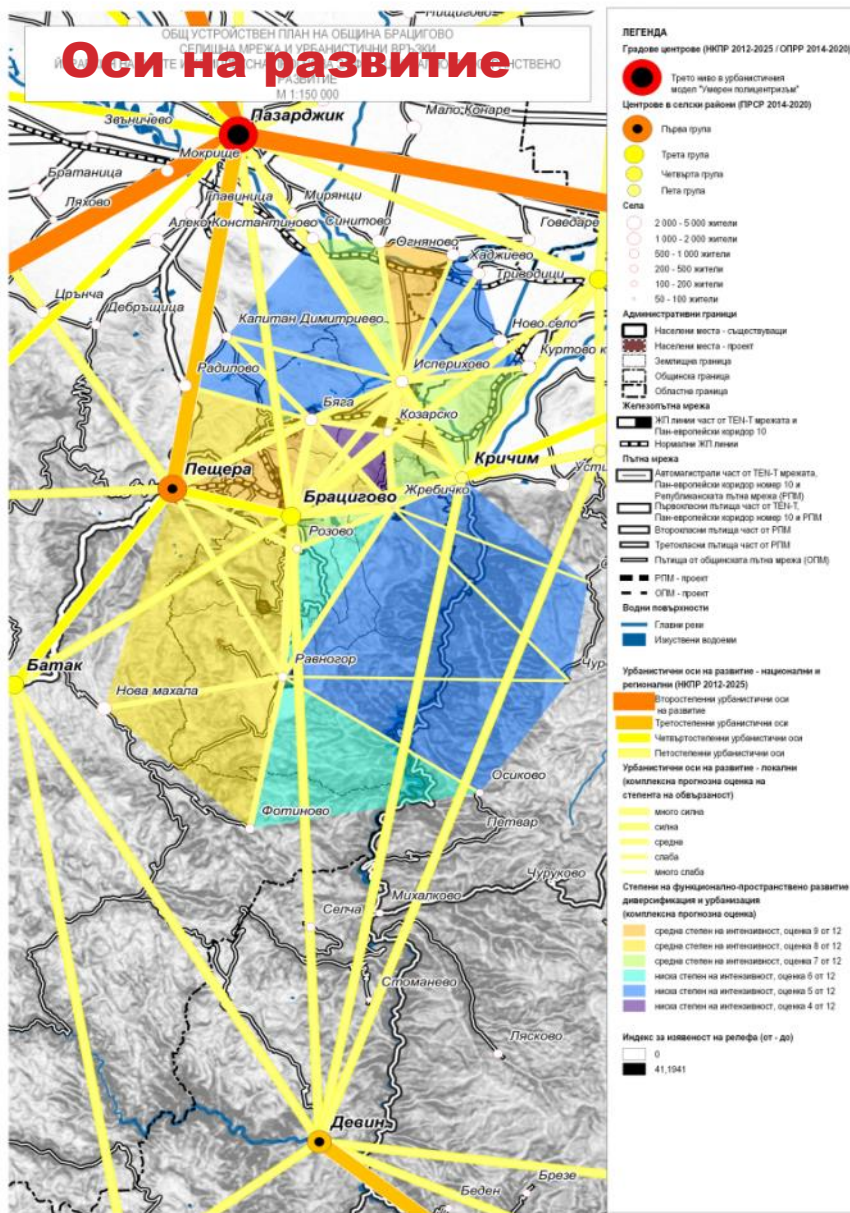 Оси на развитие
ОБЩ УСТРОЙСТВЕН ПЛАН НА ОБЩИНА БРАЦИГОВО
СЕЛИЩНА МРЕЖА И УРБАНИСТИЧНИ ВРЪЗКИ
РАЗВИТИЕ
М 1:150 000
Звъничево
Пазарджик
Мало Конаре
Мокрище
Братаница
Главиница
Мирянци
Ляхово
Алеко Константиново
Синитово
Огняново
Говедаре
Хаджиево
Триводици
Црънча
Дебръщица
Капитан Димитриево
Ново село
Куртово к
Радилово
Исперихово
Бяга
Козарско
Пещера
Кричим
Брацигово
Жребичко
Усти
Розово
Батак
Равногор
Чуре
Нова махала
Осиково
Фотиново
Петвар
Чуруково
Михалково
Селча
Стоманево
Лясково
Девин
Брезе
Беден
ЛЕГЕНДА
Градове центрове (НКПР 2012-2025 / ОПРР 2014-2020)
Трето ниво в урбанистичния
модел "Умерен полицентризъм"
Центрове в селски райони (ПРСР 2014-2020)
Първа група
Трета група
Четвърта група
Пета група
Села
2 000 - 5 000 жители
1 000 - 2 000 жители
500 - 1 000 жители
200 - 500 жители
100 - 200 жители
50 - 100 жители
Административни граници
Населени места - съществуващи
Населени места - проект
Землищна граница
Общинска граница
Областна граница
Железопътна мрежа
ЖП линии част от TEN-T мрежата и
Пан-европейски коридор 10
Нормални ЖП линии
Пътна мрежа
Автомагистрали част от TEN-T мрежата,
Пан-европейски коридор номер 10 и
Републиканската пътна мрежа (РПМ)
Първокласни пътища част от TEN-T,
Пан-европейски коридор номер 10 и РПМ
Второкласни пътища част от РПМ
Третокласни пътища част от РПМ
Пътища от общинската пътна мрежа (ОПМ)
РПМ - проект
ОПМ - проект
Водни повърхности
Главни реки
Изкуствени водоеми
Урбанистични оси на развитие - национални и
регионални (НКПР 2012-2025)
Второстепенни урбанистични оси
на развитие
Третостепенни урбанистични оси
Четвъртостепенни урбанистични оси
Петостепенни урбанистични оси
Урбанистични оси на развитие - локални
(комплексна прогнозна оценка на
степента на обвързаност)
много силна
силна
средна
слаба
много слаба
Степени на функционално-пространствено развитие
диверсификация и урбанизация
(комплексна прогнозна оценка)
средна степен на интензивност, оценка 9 от 12
средна степен на интензивност, оценка 8 от 12
средна степен на интензивност, оценка 7 от 12
ниска степен на интензивност, оценка 6 от 12
ниска степен на интензивност, оценка 5 от 12
ниска степен на интензивност, оценка 4 от 12
Индекс за изявеност на релефа (от - до)
0
41,1941